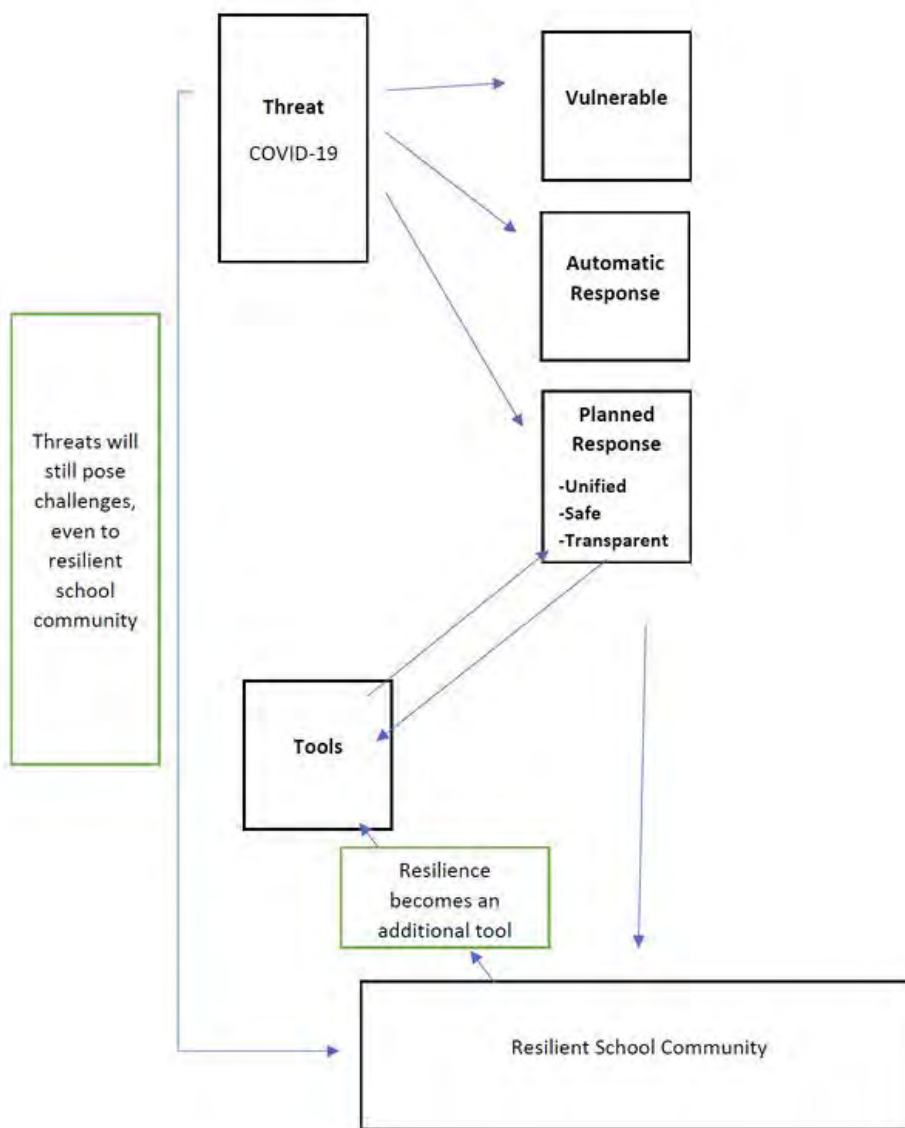 Threat
COVID-19
Vulnerable
Automatic
Response
Planned
Response
-Unified
-Safe
-Transparent
Threats will
still pose
challenges,
even to
resilient
school
community
Tools
Resilience
becomes an
additional tool
Resilient School Community